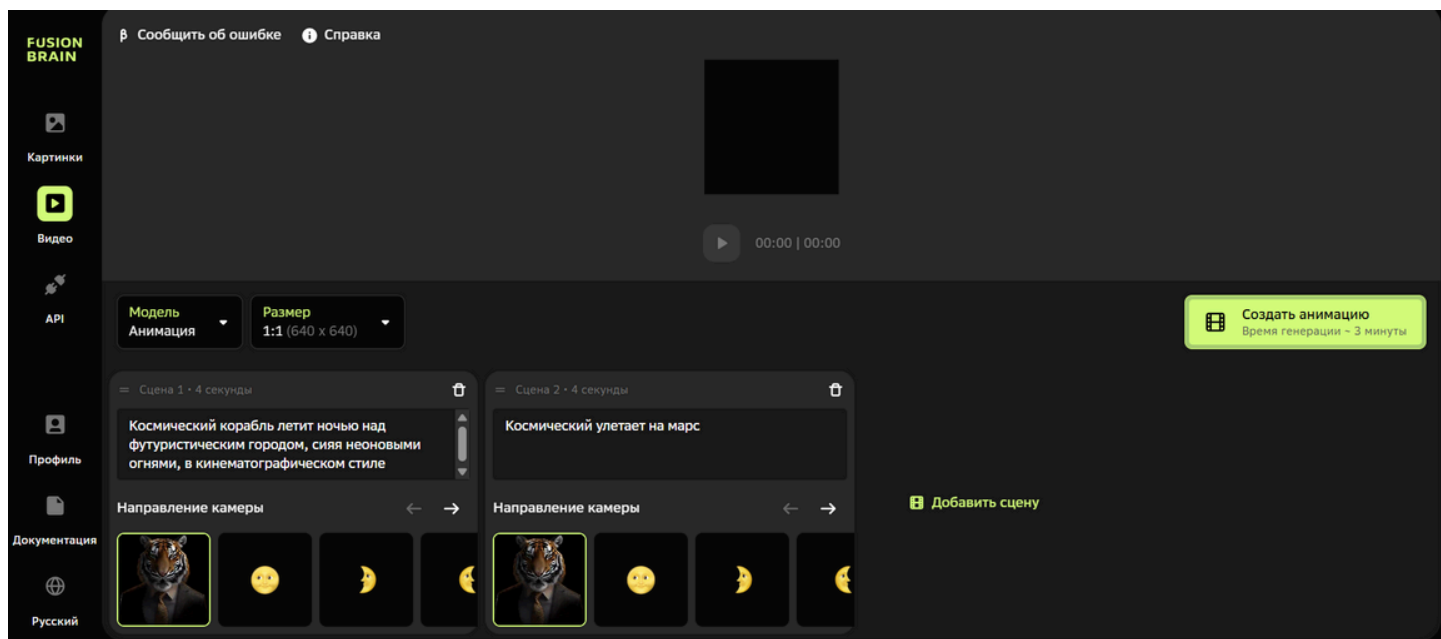 FUSION
BRAIN
Картинки
Видео
API
Профиль
Документация
Русский
β Сообщить об ошибке
Справка
00:00 | 00:00
Модель
Анимация
Размер
1:1 (640 x 640)
Создать анимацию
Время генерации ~ 3 минуты
Сцена 1 • 4 секунды
Космический корабль летит ночью над
футуристическим городом, сияя неоновыми
огнями, в кинематографическом стиле
Направление камеры
Сцена 2 • 4 секунды
Космический улетает на марс
Направление камеры
Добавить сцену